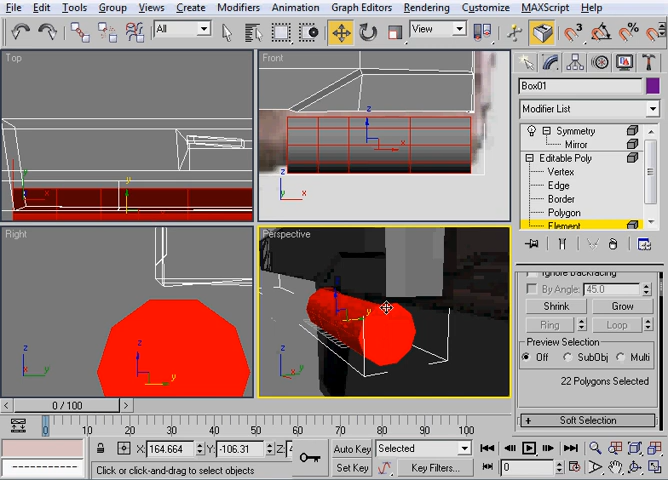 File Edit Tools Group Views Create Modifiers Animation Graph Editors Rendering Customize MAXScript Help
All View
Top
Front
Right
Perspective
z
x
y
Box01
Modifier List
Symmetry
Mirror
Editable Poly
Vertex
Edge
Border
Polygon
Element
Ignore Backfacing
By Angle: 45.0
Shrink Grow
Ring Loop
Preview Selection
Off SubObj Multi
22 Polygons Selected
+ Soft Selection
< 0 / 100 >
0 10 20 30 40 50 60 70 80 90 100
X: 164.664 Y: -106.31 Z: 4
Auto Key Selected
Click or click-and-drag to select objects
Set Key Key Filters... 0